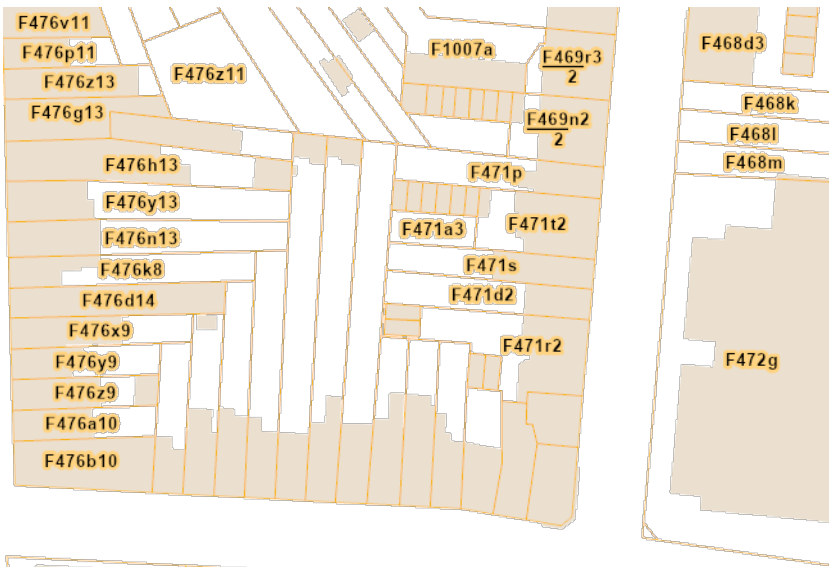 F476v11
F476p11
F476z13
F476g13
F476z11
F1007a
F469r3
2
F469n2
2
F468d3
F468k
F468l
F468m
F476h13
F476y13
F476n13
F476k8
F476d14
F476x9
F476y9
F476z9
F476a10
F476b10
F471p
F471t2
F471a3
F471s
F471d2
F471r2
F472g